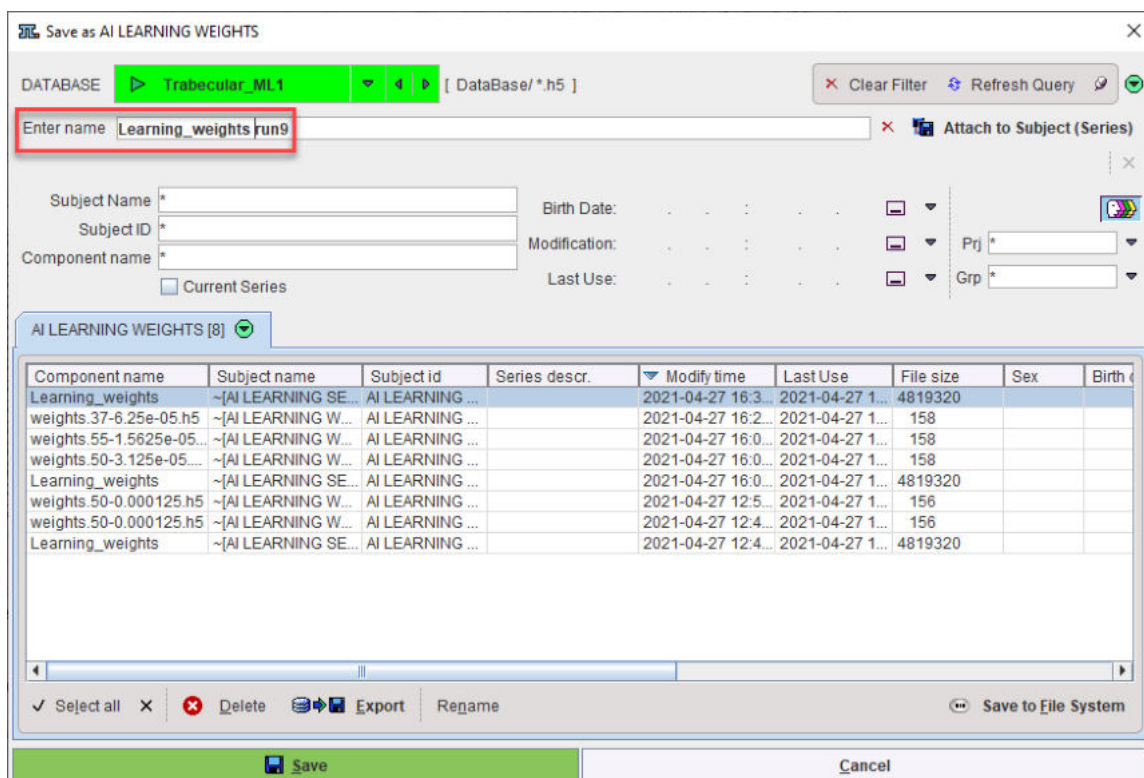 Save as AI LEARNING WEIGHTS
DATABASE Trabecular_ML1 [ DataBase/ *.h5 ] Clear Filter Refresh Query
Enter name Learning_weights run9 Attach to Subject (Series)
Subject Name * Birth Date: . . : . .
Subject ID *
Modification: . . : . . Prj *
Component name *
Current Series Last Use: . . : . . Grp *
AI LEARNING WEIGHTS [8]
Component name Subject name Subject id Series descr. Modify time Last Use File size Sex Birth
Learning_weights ~[AI LEARNING SE... AI LEARNING ... 2021-04-27 16:3... 2021-04-27 1... 4819320
weights.37-6.25e-05.h5 ~[AI LEARNING W... AI LEARNING ... 2021-04-27 16:2... 2021-04-27 1... 158
weights.55-1.5625e-05... ~[AI LEARNING W... AI LEARNING ... 2021-04-27 16:0... 2021-04-27 1... 158
weights.50-3.125e-05.... ~[AI LEARNING W... AI LEARNING ... 2021-04-27 16:0... 2021-04-27 1... 158
Learning_weights ~[AI LEARNING SE... AI LEARNING ... 2021-04-27 16:0... 2021-04-27 1... 4819320
weights.50-0.000125.h5 ~[AI LEARNING W... AI LEARNING ... 2021-04-27 12:5... 2021-04-27 1... 156
weights.50-0.000125.h5 ~[AI LEARNING W... AI LEARNING ... 2021-04-27 12:4... 2021-04-27 1... 156
Learning_weights ~[AI LEARNING SE... AI LEARNING ... 2021-04-27 12:4... 2021-04-27 1... 4819320
Select all Delete Export Rename Save to File System
Save Cancel